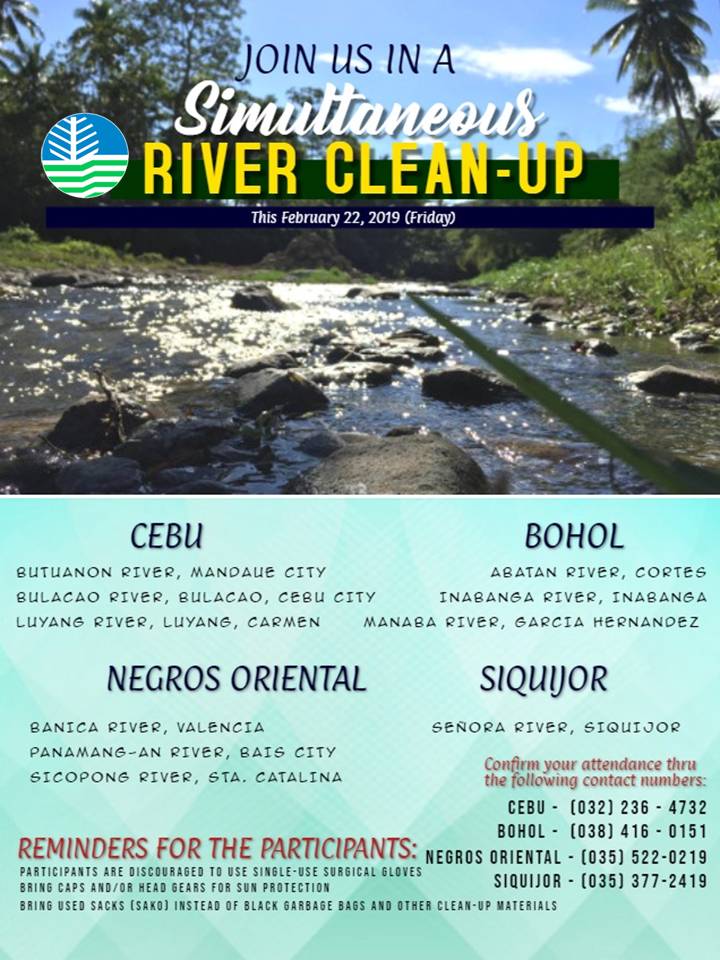 JOIN US IN A
Simultaneous
RIVER CLEAN-UP
This February 22, 2019 (Friday)
CEBU
BUTUANON RIVER, MANDAUE CITY
BULACAO RIVER, BULACAO, CEBU CITY
LUYANG RIVER, LUYANG, CARMEN
BOHOL
ABATAN RIVER, CORTES
INABANGA RIVER, INABANGA
MANABA RIVER, GARCIA HERNANDEZ
NEGROS ORIENTAL
BANICA RIVER, VALENCIA
PANAMANG-AN RIVER, BAIS CITY
SICOPONG RIVER, STA. CATALINA
SIQUIJOR
SEÑORA RIVER, SIQUIJOR
Confirm your attendance thru
the following contact numbers:
CEBU - (032) 236 - 4732
BOHOL - (038) 416 - 0151
NEGROS ORIENTAL - (035) 522-0219
SIQUIJOR - (035) 377-2419
REMINDERS FOR THE PARTICIPANTS:
PARTICIPANTS ARE DISCOURAGED TO USE SINGLE-USE SURGICAL GLOVES
BRING CAPS AND/OR HEAD GEARS FOR SUN PROTECTION
BRING USED SACKS (SAKO) INSTEAD OF BLACK GARBAGE BAGS AND OTHER CLEAN-UP MATERIALS